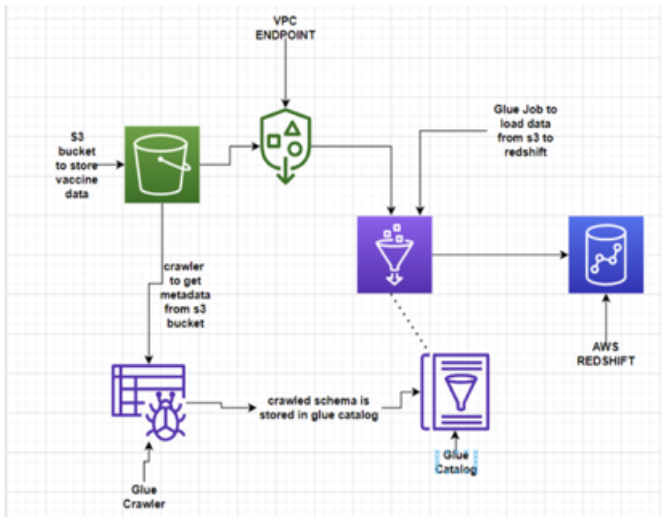 VPC
ENDPOINT
S3
bucket
to store
vaccine
data
Glue Job to
load data
from s3 to
redshift
crawler
to get
metadata
from s3
bucket
AWS
REDSHIFT
crawled schema is
stored in glue catalog
Glue
Catalog
Glue
Crawler